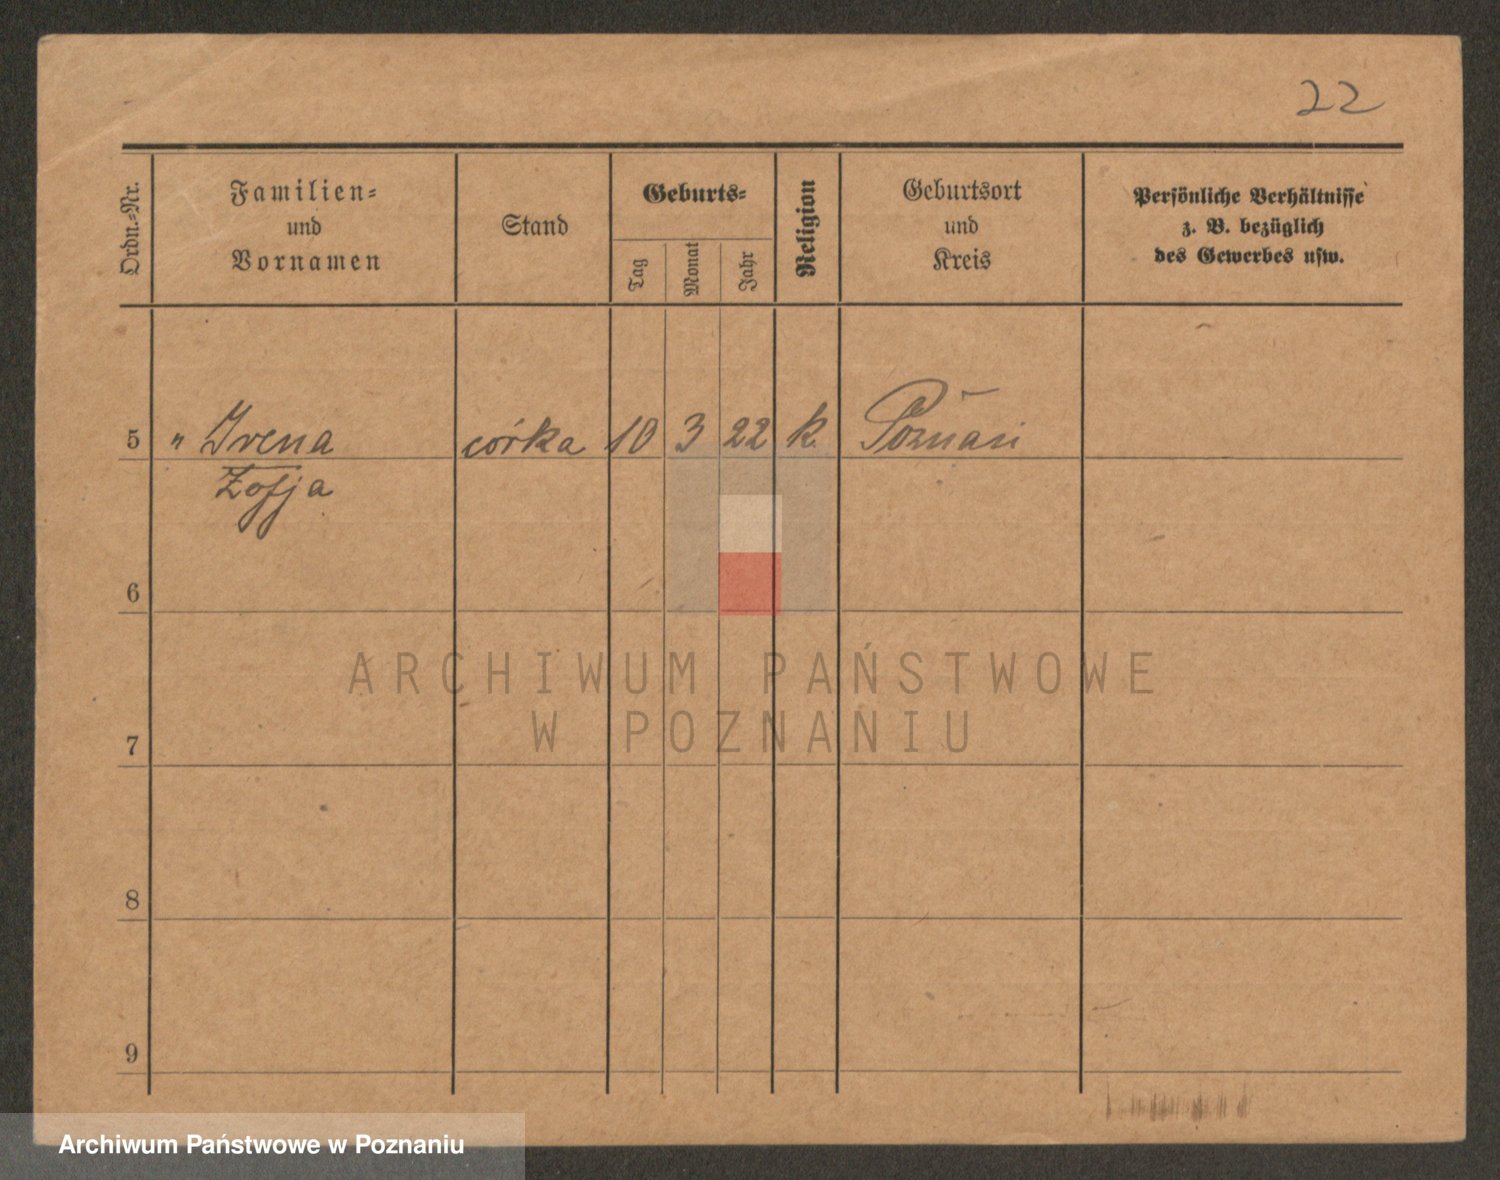 22
Ordn.-Nr.
Familien-
und
Vornamen
Stand
Geburts-
Tag
Monat
Jahr
Religion
Geburtsort
und
Kreis
Persönliche Verhältnisse
z. B. bezüglich
des Gewerbes usw.
5 " Irena córka 10 3 22 k. Poznań
Zofja
6
ARCHIWUM PAŃSTWOWE
W POZNANIU
7
8
9
Archiwum Państwowe w Poznaniu